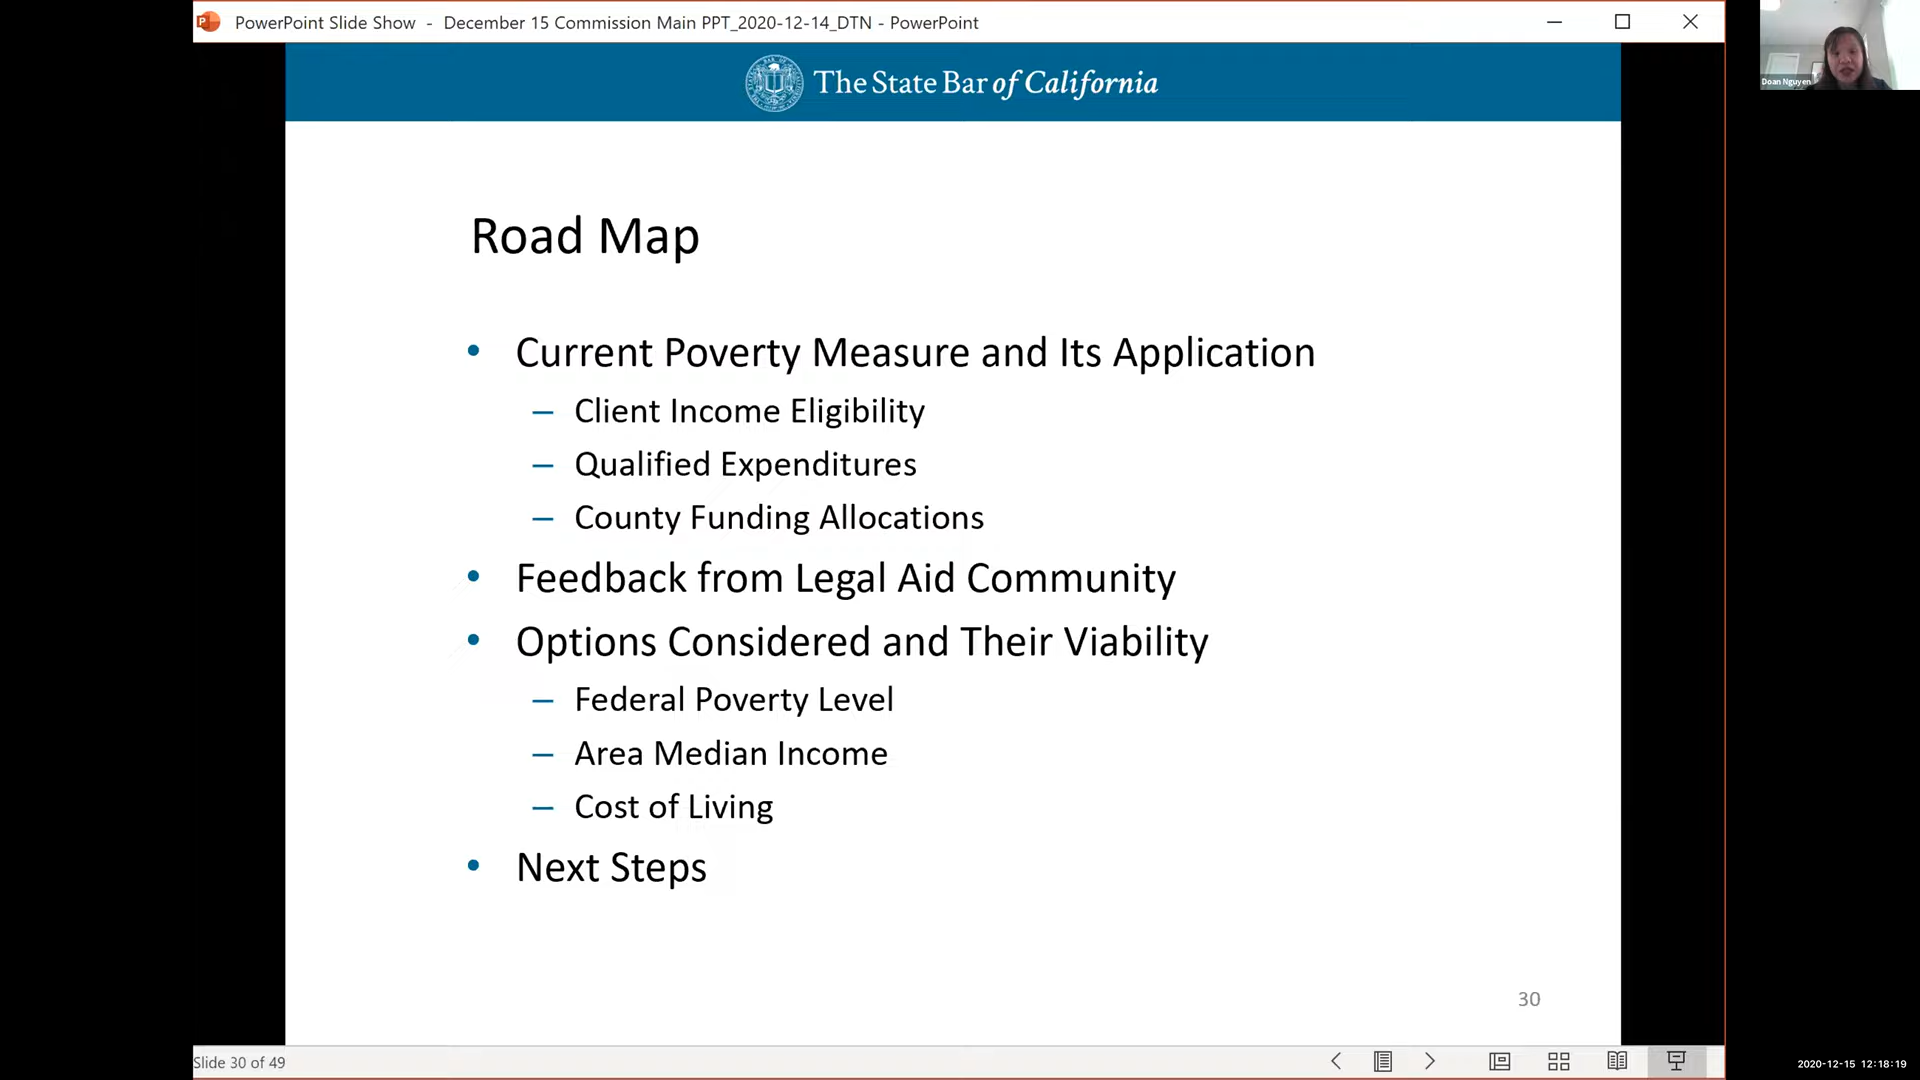 PowerPoint Slide Show - December 15 Commission Main PPT_2020-12-14_DTN - PowerPoint
The State Bar of California
Doan Nguyen
Road Map
• Current Poverty Measure and Its Application
– Client Income Eligibility
– Qualified Expenditures
– County Funding Allocations
• Feedback from Legal Aid Community
• Options Considered and Their Viability
– Federal Poverty Level
– Area Median Income
– Cost of Living
• Next Steps
30
Slide 30 of 49
2020-12-15 12:18:19